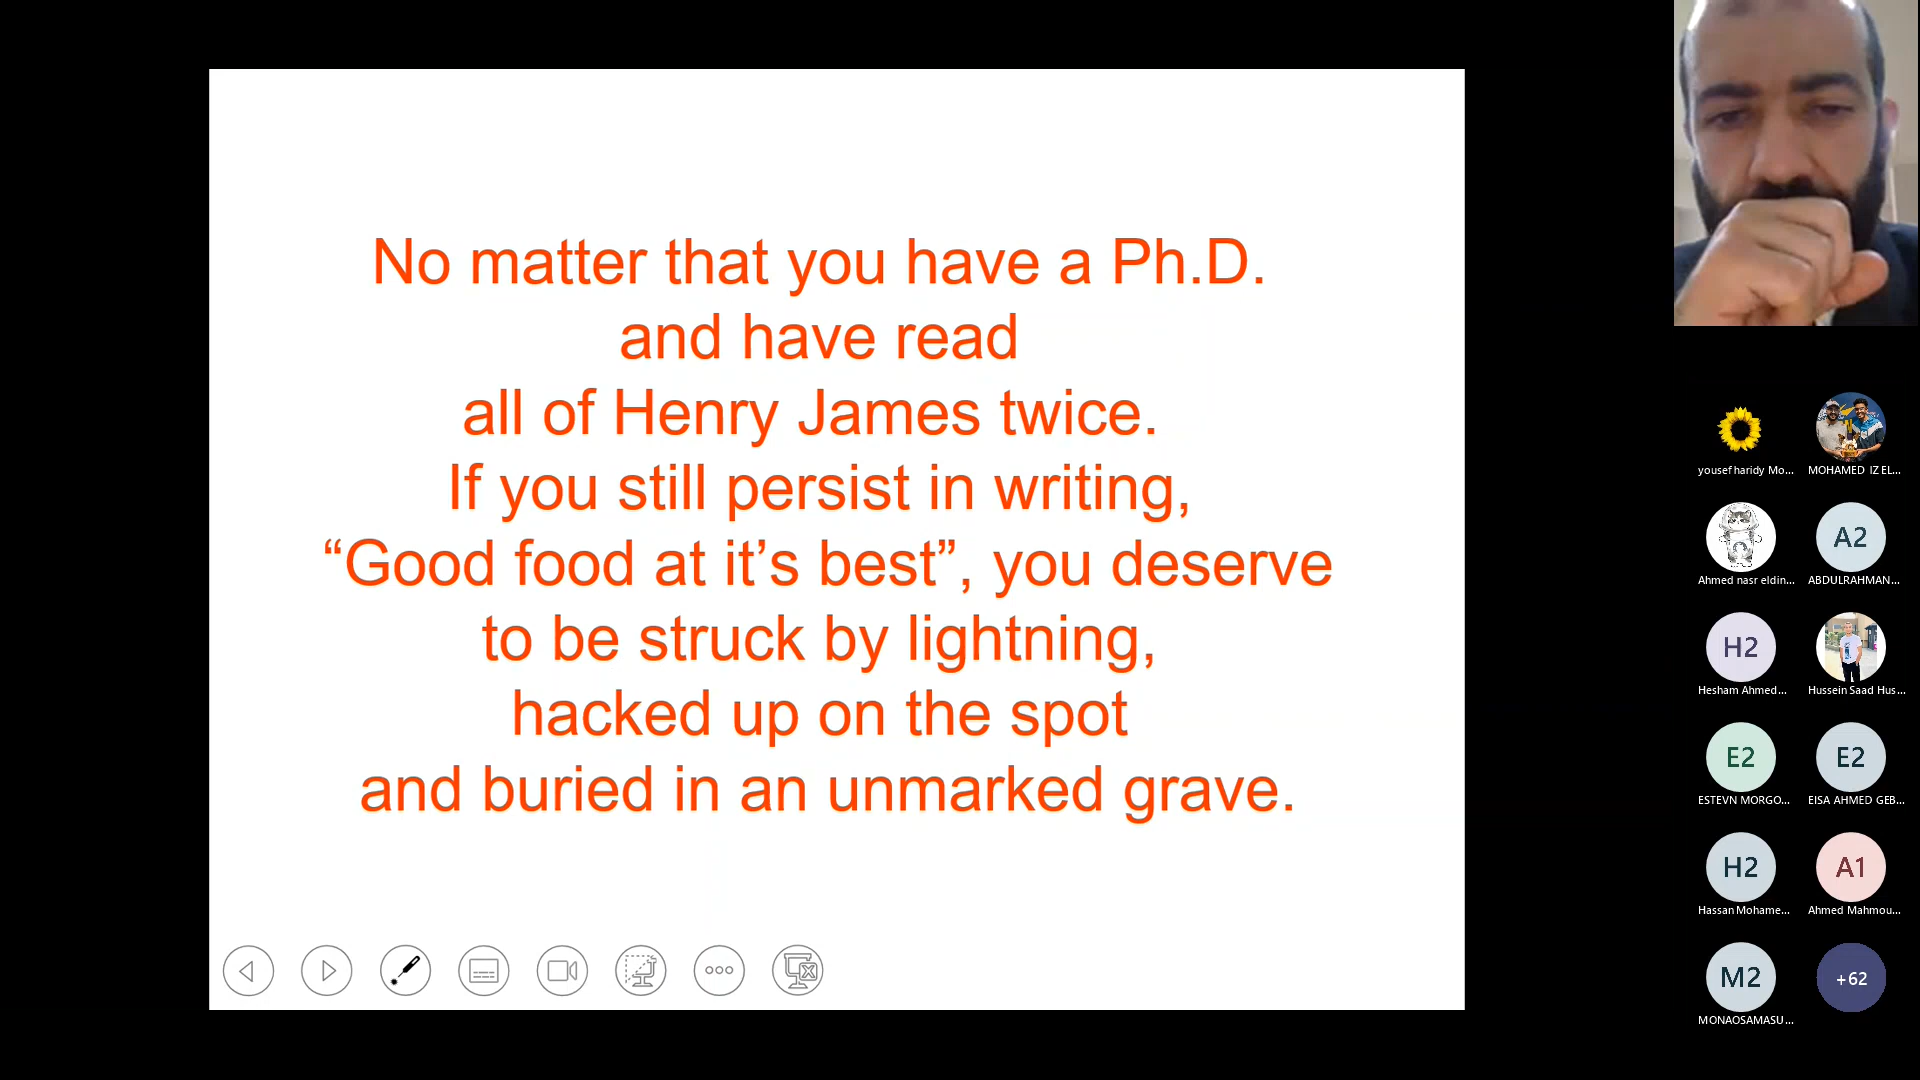 No matter that you have a Ph.D.
and have read
all of Henry James twice.
If you still persist in writing,
“Good food at it’s best”, you deserve
to be struck by lightning,
hacked up on the spot
and buried in an unmarked grave.
yousef haridy Mo...
MOHAMED IZ EL...
Ahmed nasr eldin...
A2
ABDULRAHMAN...
H2
Hesham Ahmed...
Hussein Saad Hus...
E2
ESTEVN MORGO...
E2
EISA AHMED GEB...
H2
Hassan Mohame...
A1
Ahmed Mahmou...
M2
MONAOSAMASU...
+62